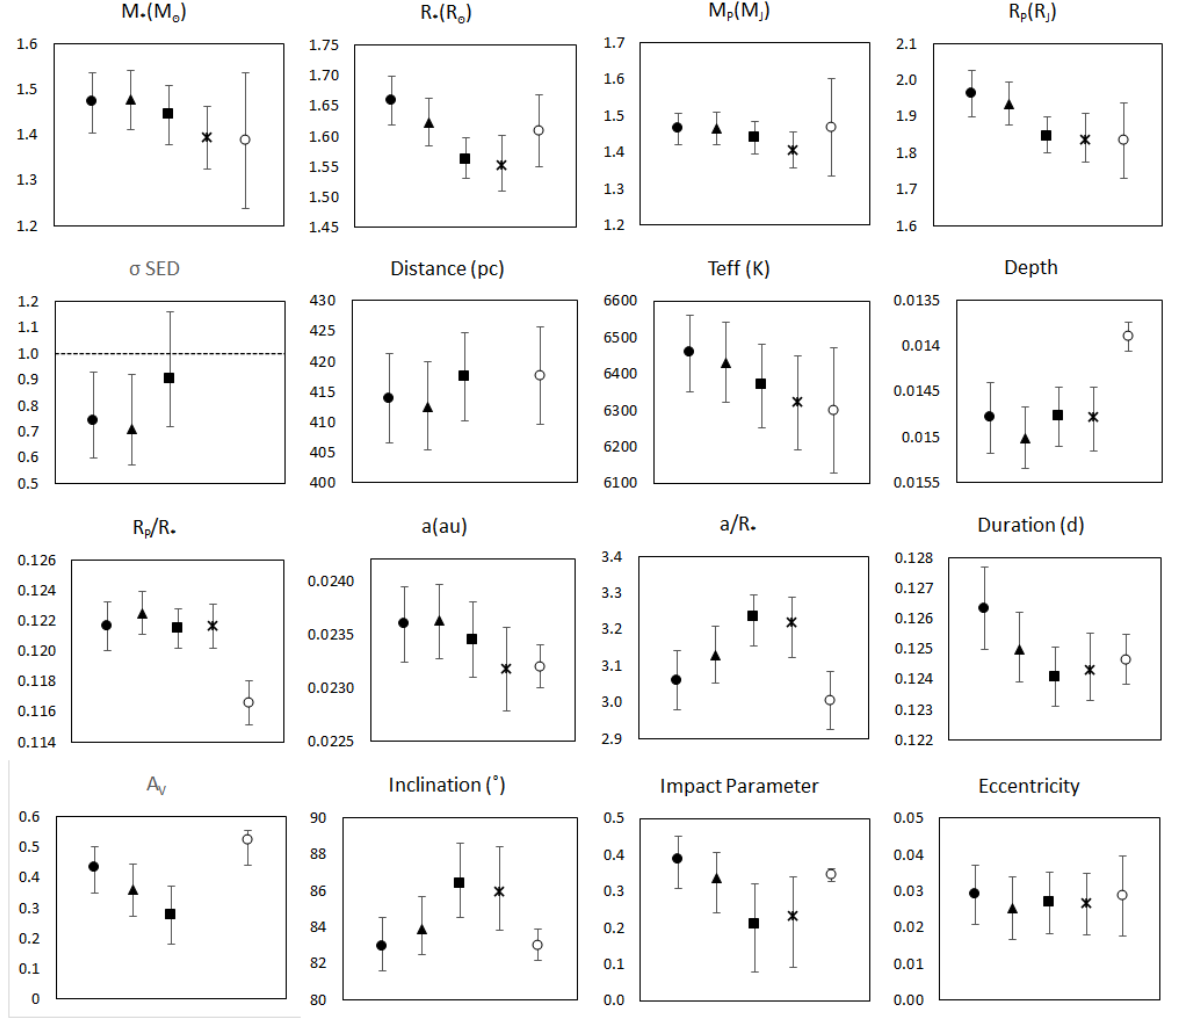 M*(M⊙) R*(R⊙) MP(MJ) RP(RJ)
1.6 1.75 1.7 2.1
1.5 1.70 1.6 2.0
1.65 1.5 1.9
1.4 1.60 1.4 1.8
1.3 1.55 1.3 1.7
1.50
1.2 1.45 1.2 1.6
σ SED Distance (pc) Teff (K) Depth
1.2 430 6600 0.0135
1.1 425 6500 0.014
1.0 420 6400
0.9 415 0.0145
0.8 6300
0.7 410 0.015
0.6 405 6200
0.5 400 6100 0.0155
RP/R* a(au) a/R* Duration (d)
0.126 3.4 0.128
0.124 0.0240 3.3 0.127
0.122 3.2 0.126
0.120 0.0235 3.1 0.125
0.118 0.0230 3.0 0.124
0.116 0.123
0.114 0.0225 2.9 0.122
AV Inclination (°) Impact Parameter Eccentricity
0.6 90 0.5 0.05
0.5 88 0.4 0.04
0.4 86 0.3 0.03
0.3
0.2 84 0.2 0.02
0.1 82 0.1 0.01
0 80 0.0 0.00